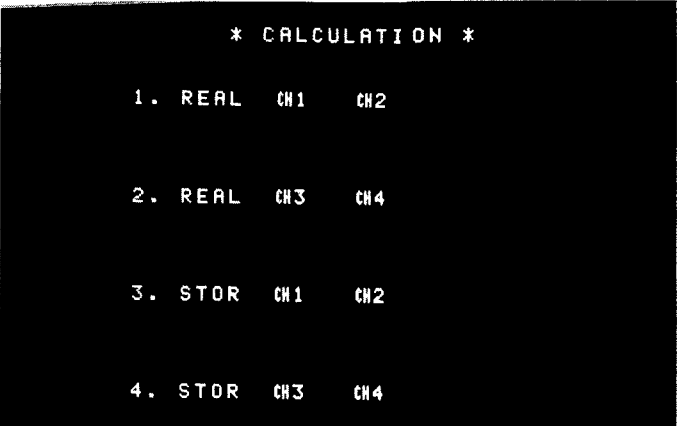 * CALCULATION *
1. REAL CH1 CH2
2. REAL CH3 CH4
3. STOR CH1 CH2
4. STOR CH3 CH4